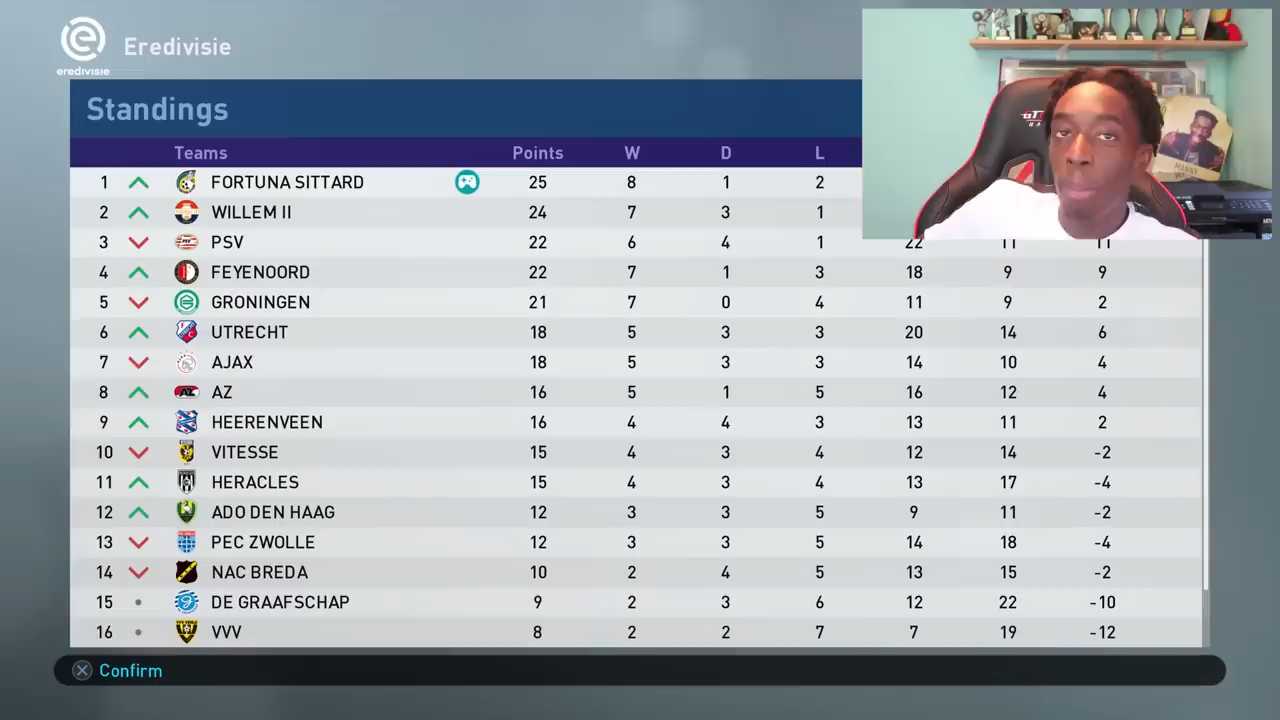 eredivisie
Eredivisie
Standings
Teams Points W D L
1 FORTUNA SITTARD 25 8 1 2
2 WILLEM II 24 7 3 1
3 PSV 22 6 4 1 22 11 11
4 FEYENOORD 22 7 1 3 18 9 9
5 GRONINGEN 21 7 0 4 11 9 2
6 UTRECHT 18 5 3 3 20 14 6
7 AJAX 18 5 3 3 14 10 4
8 AZ 16 5 1 5 16 12 4
9 HEERENVEEN 16 4 4 3 13 11 2
10 VITESSE 15 4 3 4 12 14 -2
11 HERACLES 15 4 3 4 13 17 -4
12 ADO DEN HAAG 12 3 3 5 9 11 -2
13 PEC ZWOLLE 12 3 3 5 14 18 -4
14 NAC BREDA 10 2 4 5 13 15 -2
15 DE GRAAFSCHAP 9 2 3 6 12 22 -10
16 VVV 8 2 2 7 7 19 -12
Confirm
MANNY